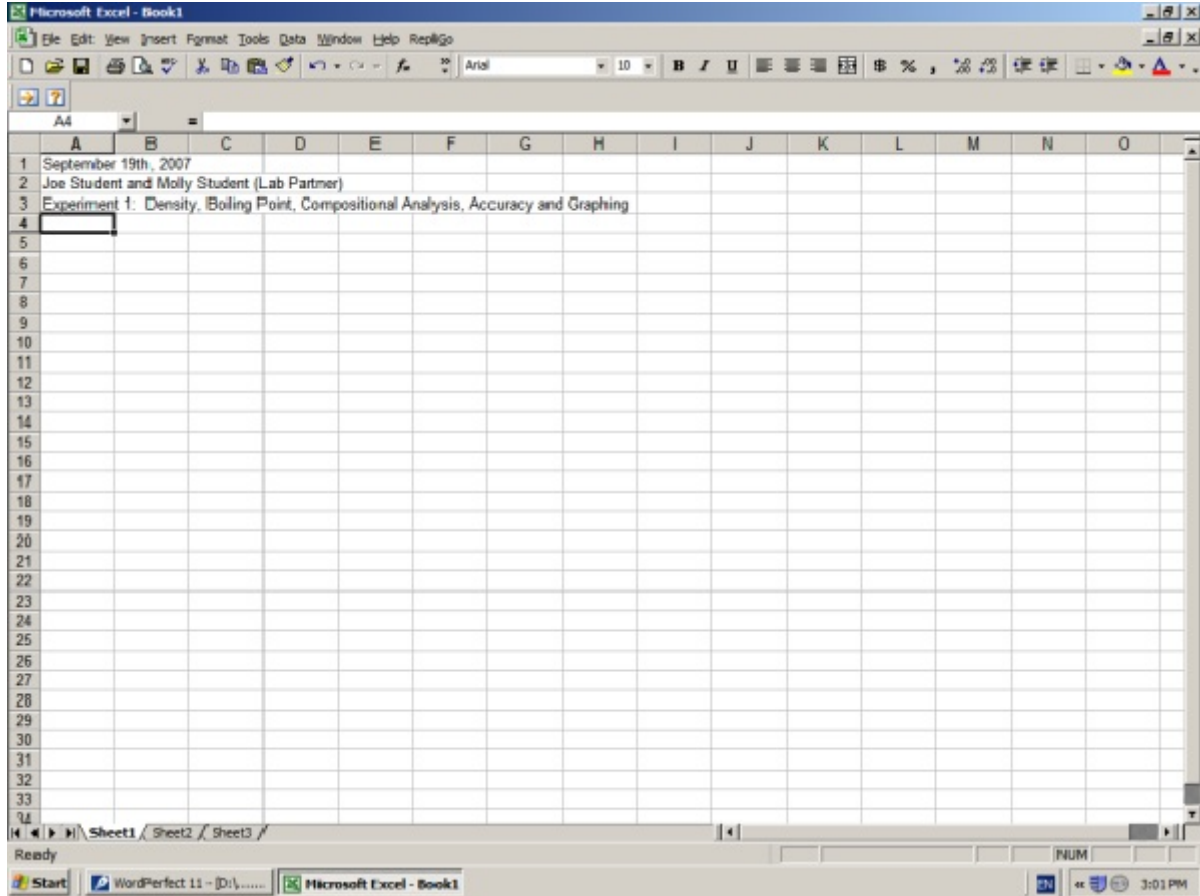 Microsoft Excel - Book1
File Edit View Insert Format Tools Data Window Help RepliGo
Arial 10 B I U $ % ,
A4 =
A B C D E F G H I J K L M N O
1 September 19th, 2007
2 Joe Student and Molly Student (Lab Partner)
3 Experiment 1: Density, Boiling Point, Compositional Analysis, Accuracy and Graphing
4
5
6
7
8
9
10
11
12
13
14
15
16
17
18
19
20
21
22
23
24
25
26
27
28
29
30
31
32
33
34
Sheet1 Sheet2 Sheet3
Ready NUM
Start WordPerfect 11 - [D:\....... Microsoft Excel - Book1 EN 3:01 PM